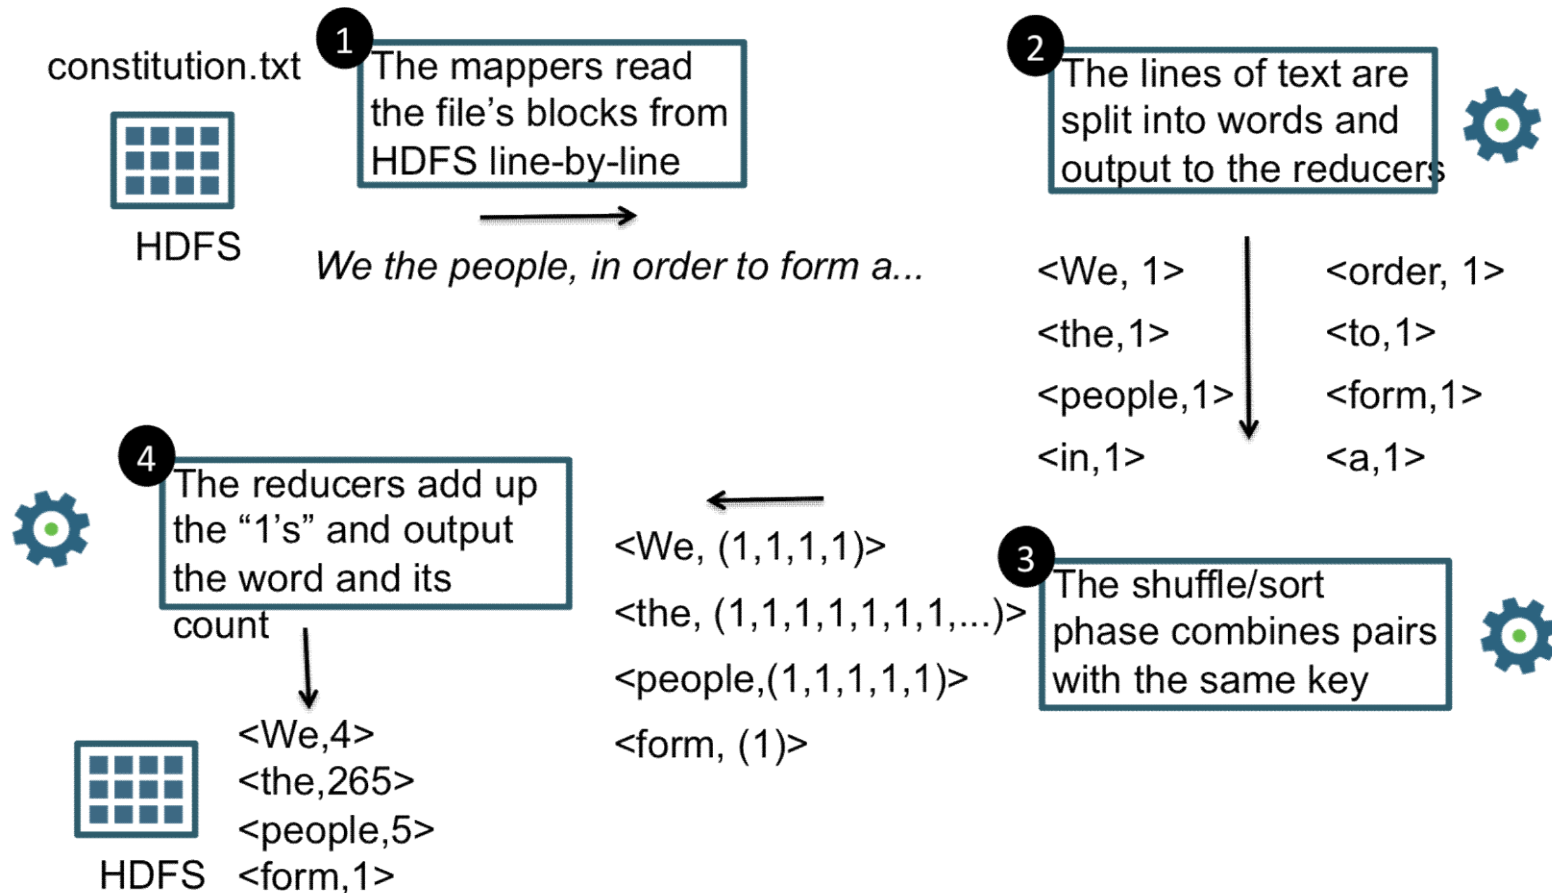 constitution.txt
HDFS
1
The mappers read
the file’s blocks from
HDFS line-by-line
We the people, in order to form a...
2
The lines of text are
split into words and
output to the reducers
<We, 1>
<the,1>
<people,1>
<in,1>
<order, 1>
<to,1>
<form,1>
<a,1>
3
The shuffle/sort
phase combines pairs
with the same key
<We, (1,1,1,1)>
<the, (1,1,1,1,1,1,1,...)>
<people,(1,1,1,1,1)>
<form, (1)>
4
The reducers add up
the “1’s” and output
the word and its
count
<We,4>
<the,265>
<people,5>
<form,1>
HDFS